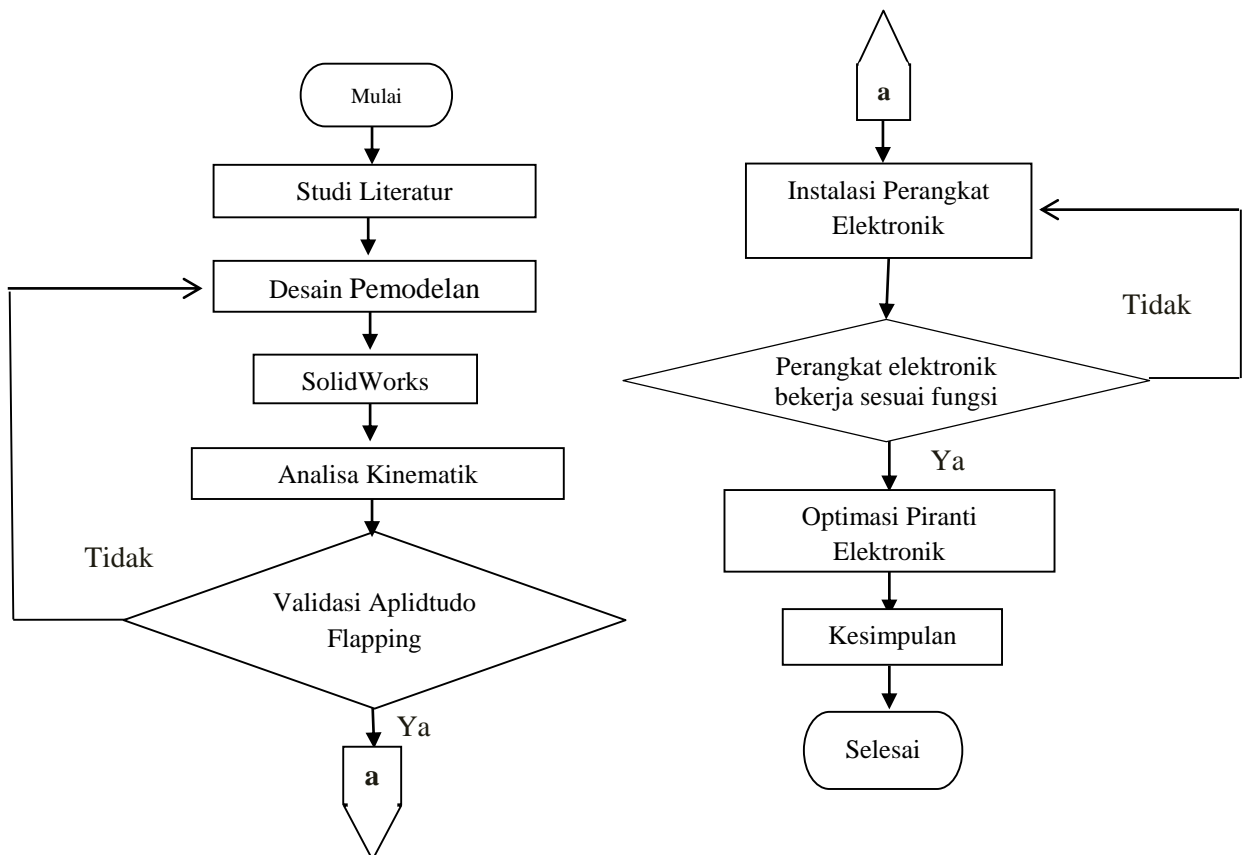 Mulai
Studi Literatur
Desain Pemodelan
SolidWorks
Analisa Kinematik
Tidak
Validasi Aplidtudo
Flapping
Ya
a
a
Instalasi Perangkat
Elektronik
Tidak
Perangkat elektronik
bekerja sesuai fungsi
Ya
Optimasi Piranti
Elektronik
Kesimpulan
Selesai